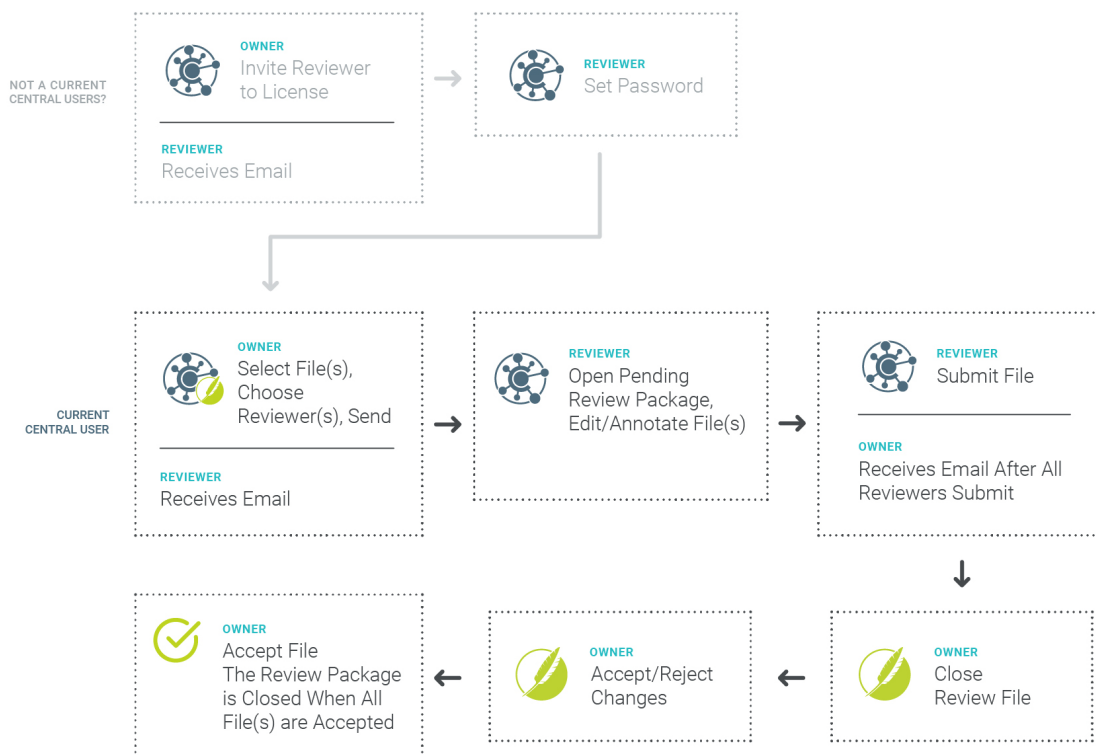 NOT A CURRENT
CENTRAL USERS?
OWNER
Invite Reviewer
to License
REVIEWER
Receives Email
REVIEWER
Set Password
CURRENT
CENTRAL USER
OWNER
Select File(s),
Choose
Reviewer(s), Send
REVIEWER
Receives Email
REVIEWER
Open Pending
Review Package,
Edit/Annotate File(s)
REVIEWER
Submit File
OWNER
Receives Email After All
Reviewers Submit
OWNER
Close
Review File
OWNER
Accept/Reject
Changes
OWNER
Accept File
The Review Package
is Closed When All
File(s) are Accepted